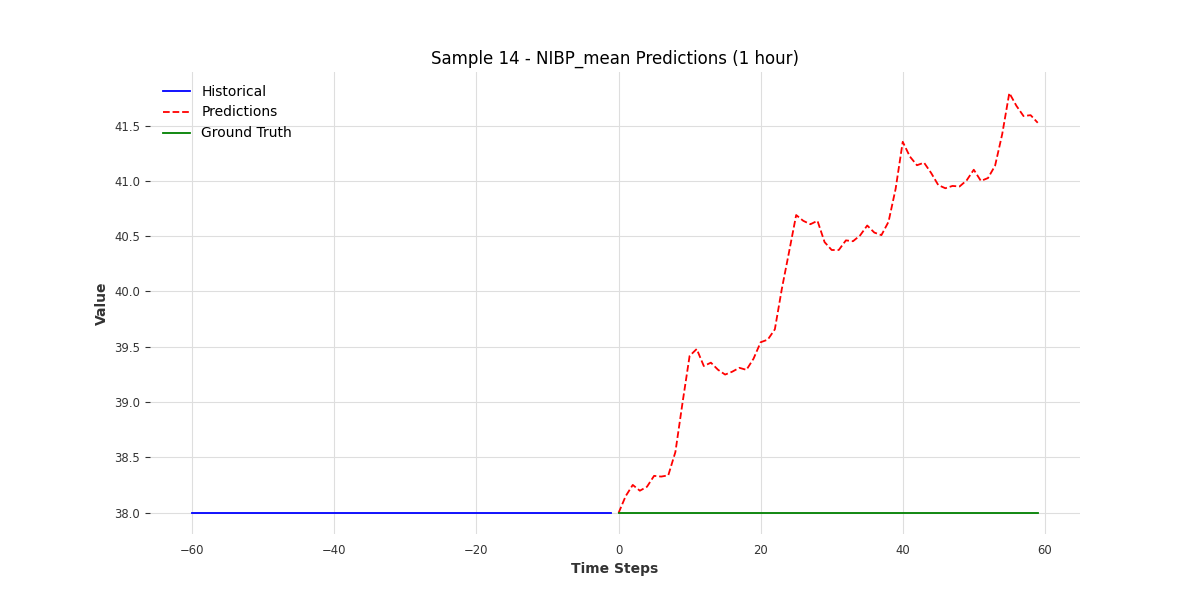 Sample 14 - NIBP_mean Predictions (1 hour)
Historical
Predictions
Ground Truth
41.5
41.0
40.5
40.0
39.5
39.0
38.5
38.0
Value
−60
−40
−20
0
20
40
60
Time Steps